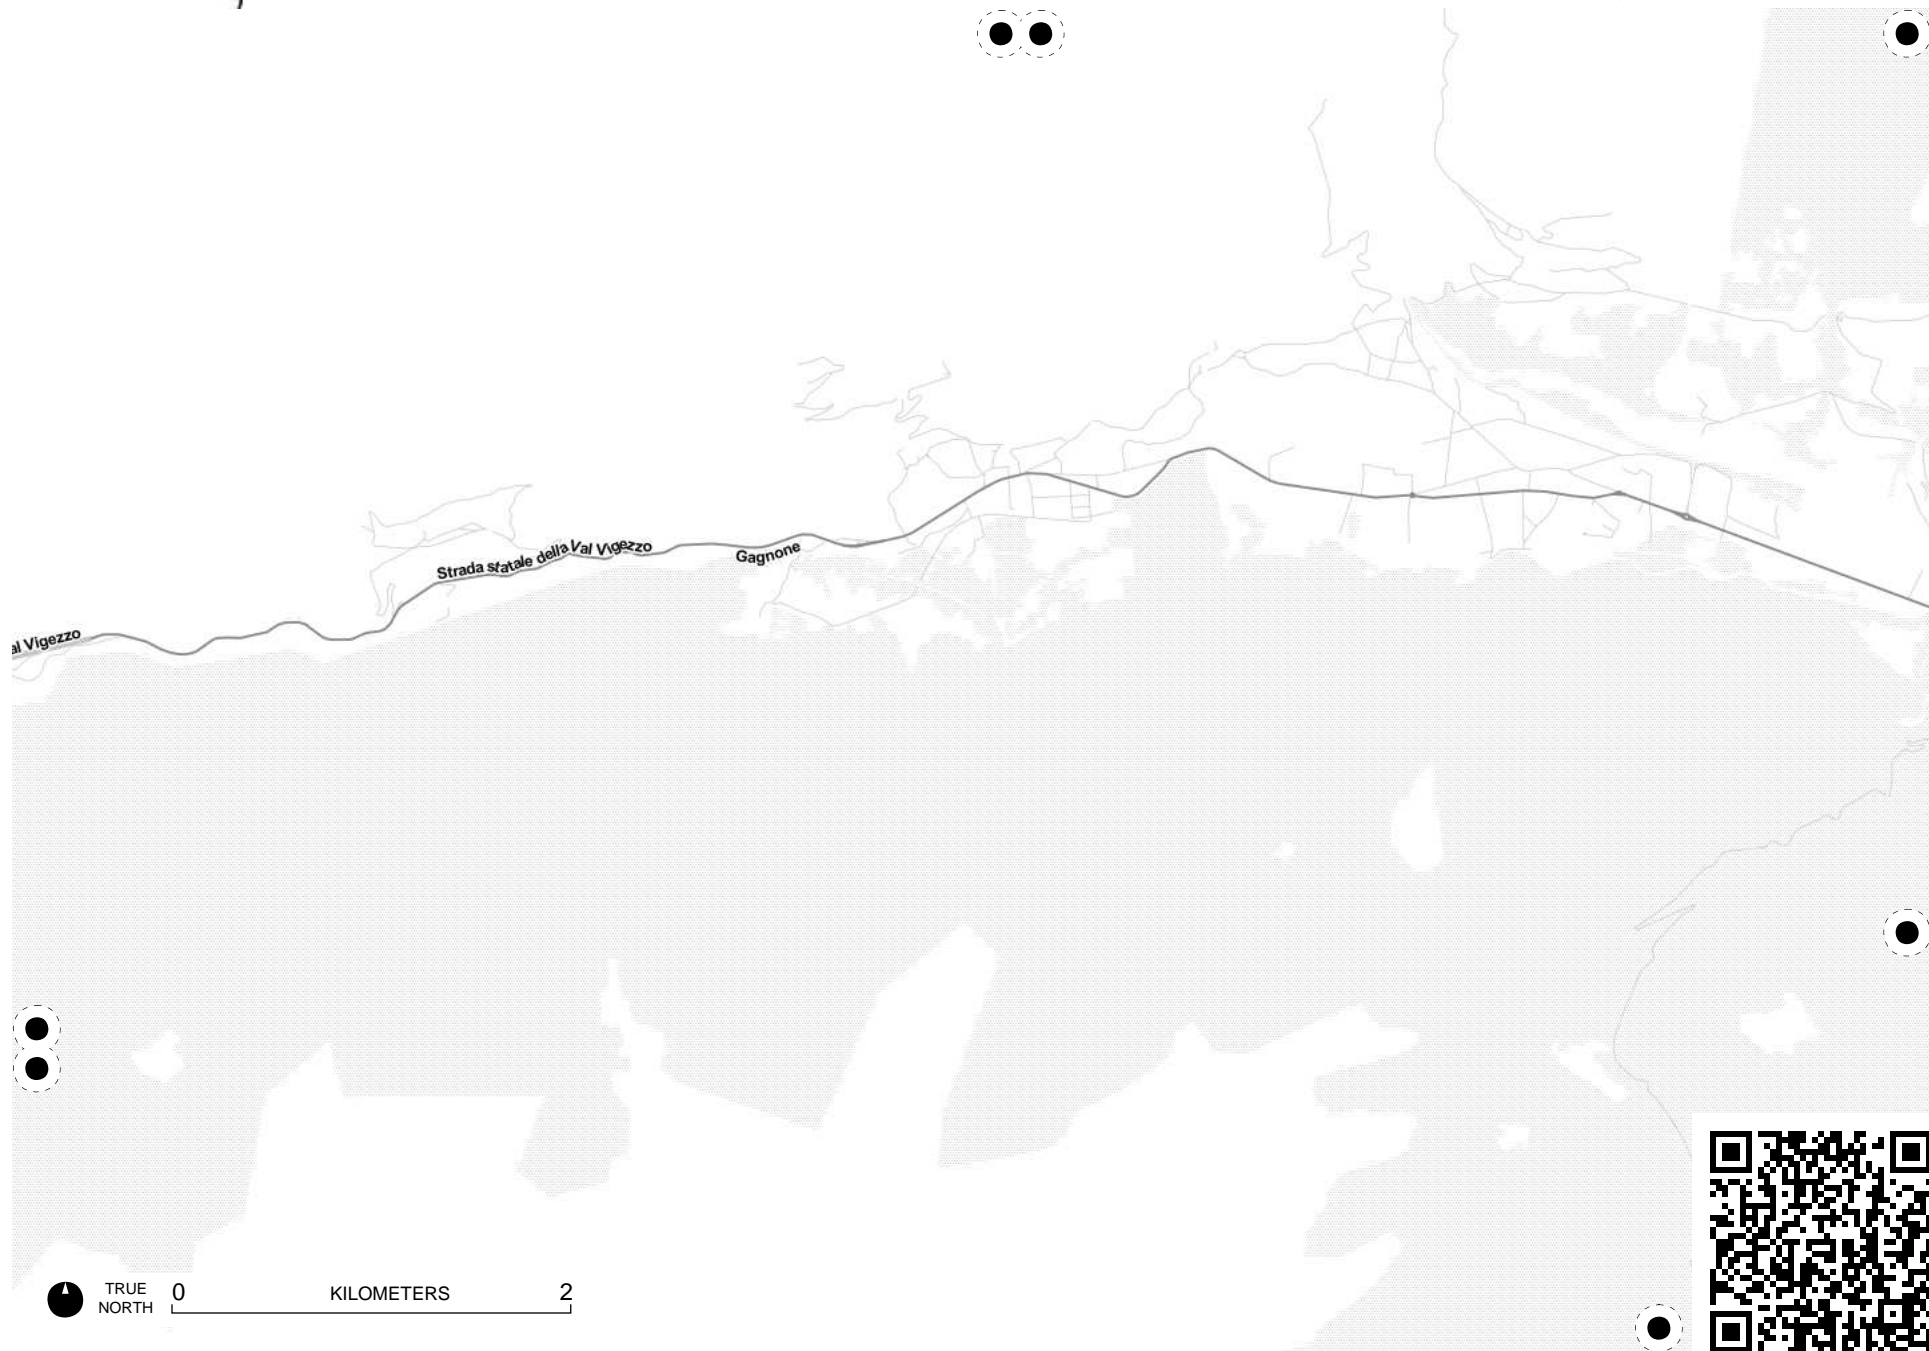 Strada statale della Val Vigezzo
Gagnone
al Vigezzo
TRUE
NORTH
0 KILOMETERS 2